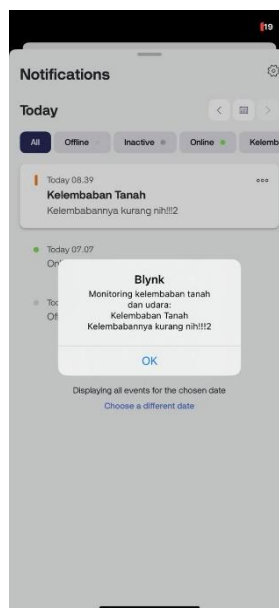 19
Notifications
Today
All
Offline
Inactive
Online
Kelemb
Today 08.39
Kelembaban Tanah
Kelembabannya kurang nih!!!2
Today 07.07
On
Blynk
Monitoring kelembaban tanah
dan udara:
Kelembaban Tanah
Kelembabannya kurang nih!!!2
OK
Displaying all events for the chosen date
Choose a different date